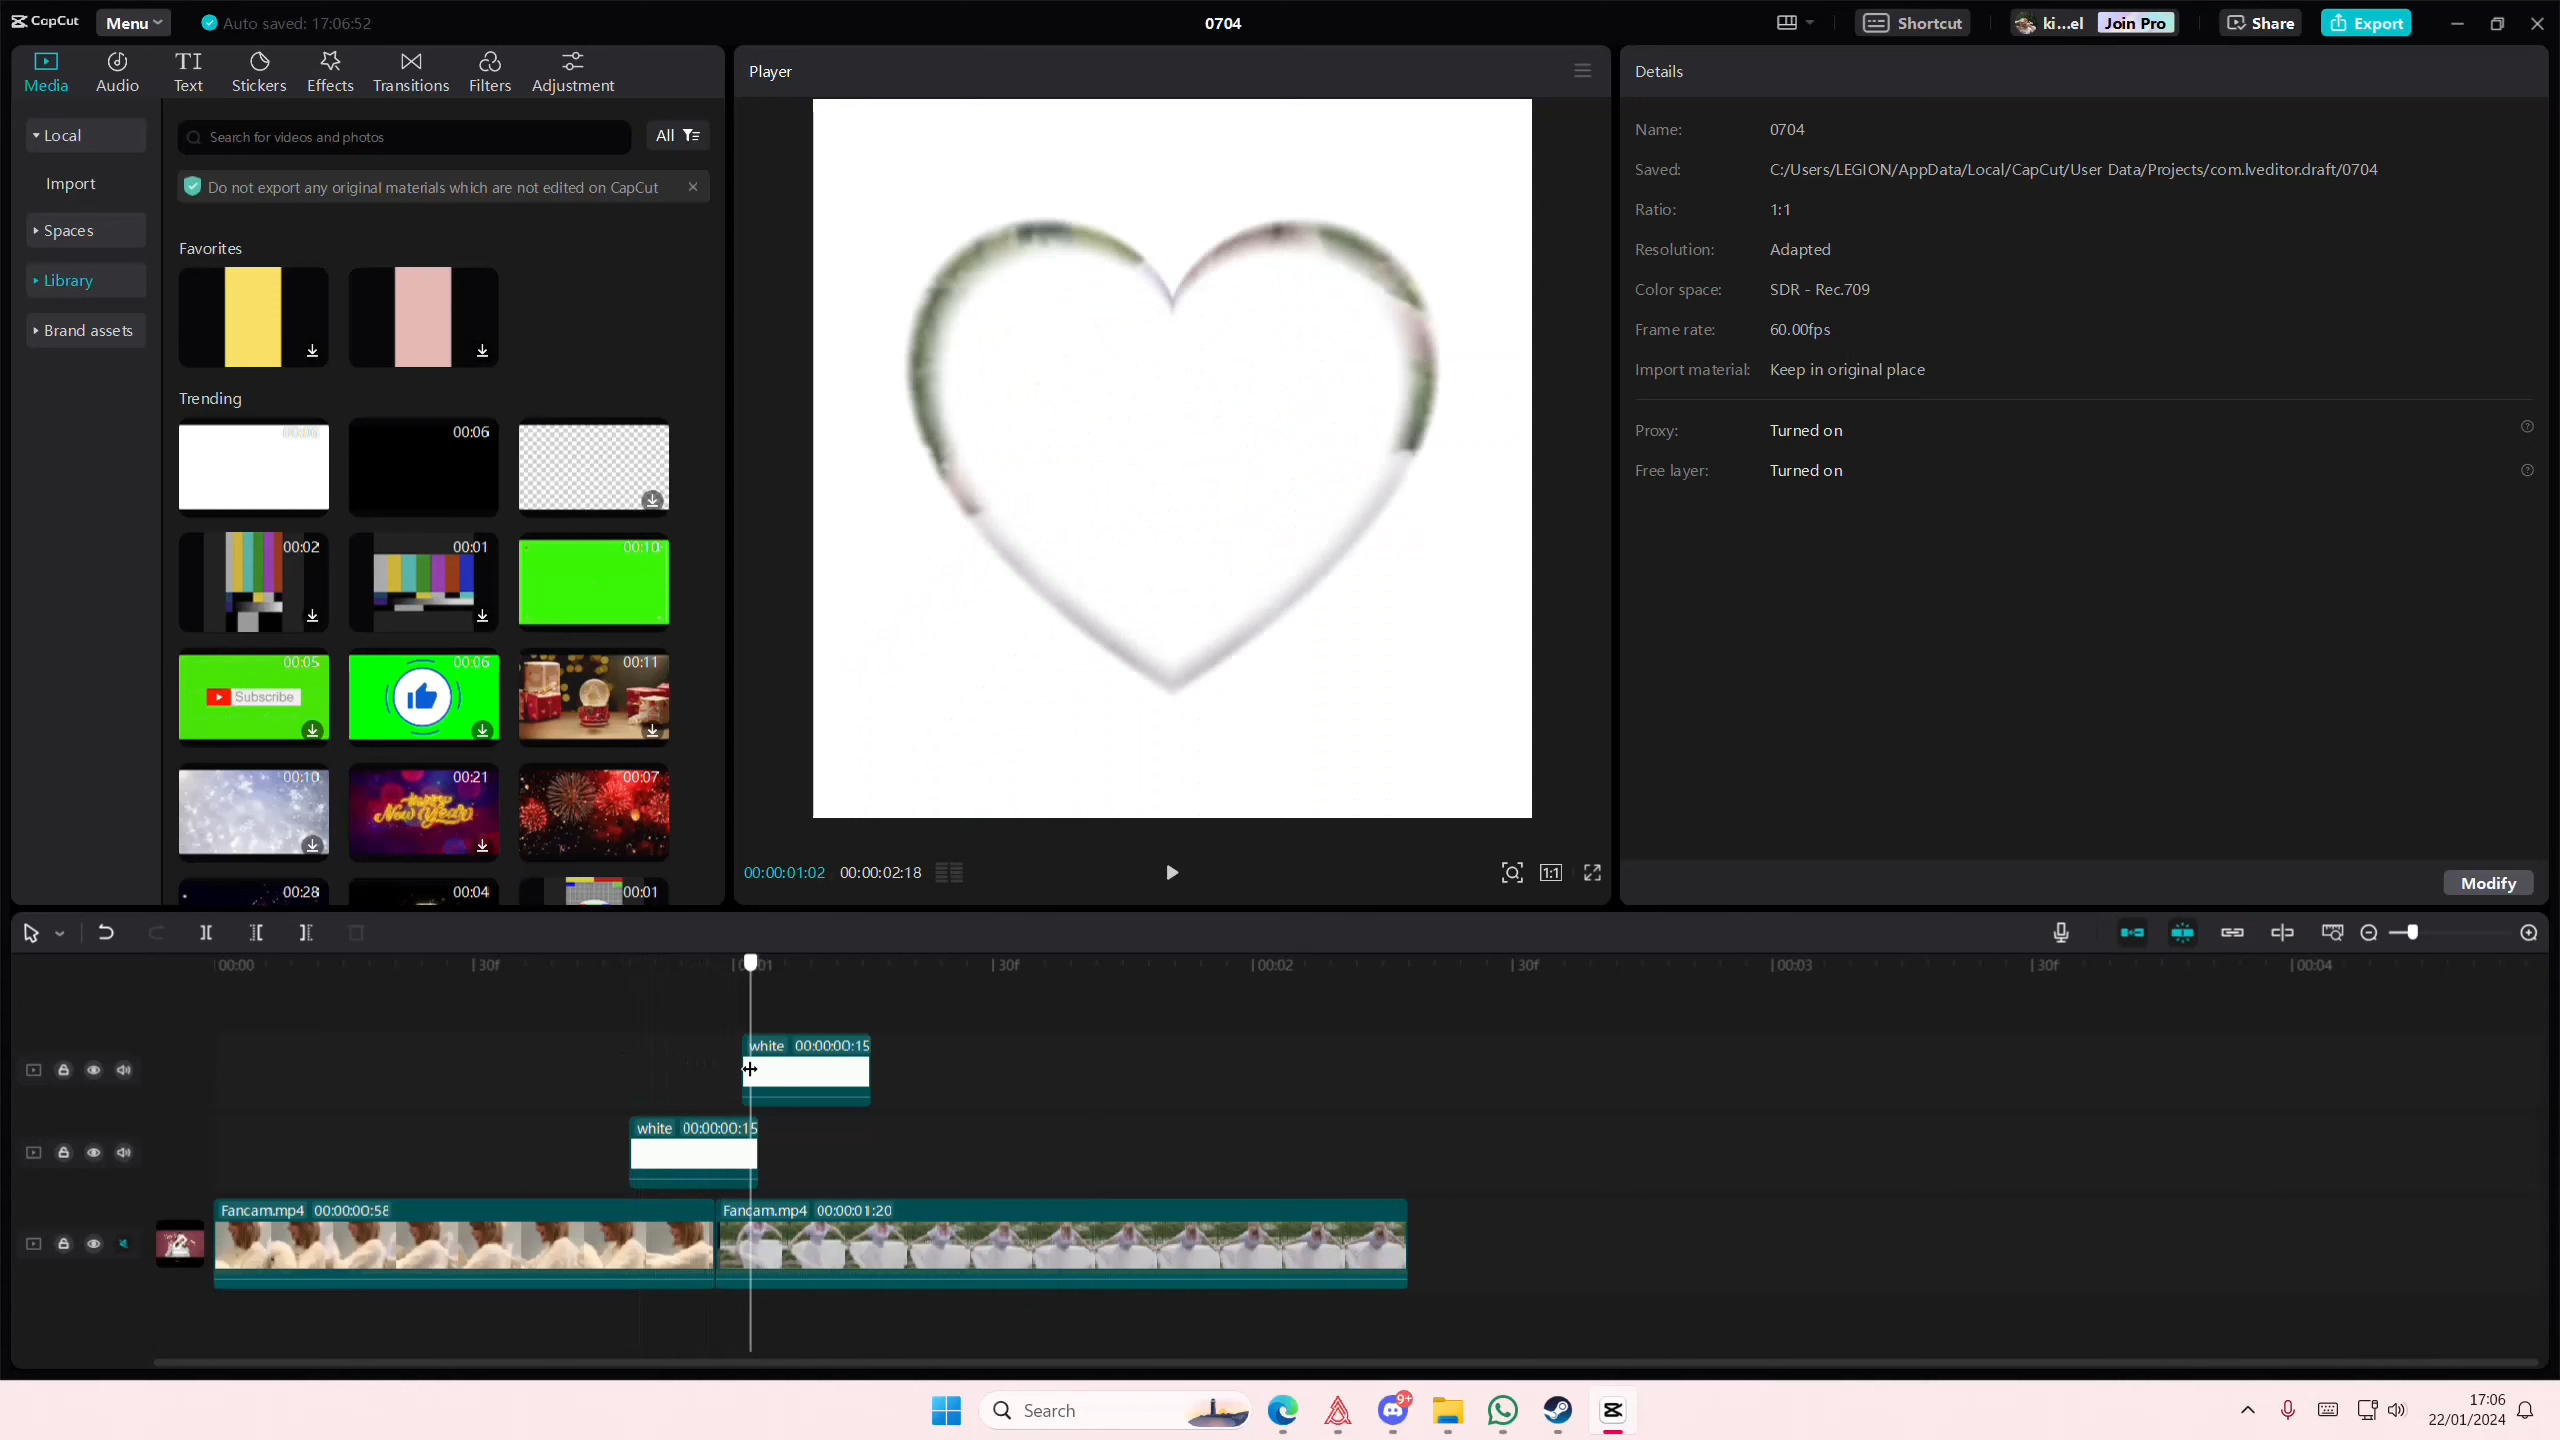 CapCut
Menu
Auto saved: 17:06:52
0704
Shortcut
ki...el
Join Pro
Share
Export
Media
Audio
Text
Stickers
Effects
Transitions
Filters
Adjustment
Player
Details
Local
Import
Spaces
Library
Brand assets
Search for videos and photos
All
Do not export any original materials which are not edited on CapCut
Favorites
Trending
00:06
00:06
00:02
00:01
00:10
00:05
Subscribe
00:06
00:11
00:10
00:21
happy New Year
00:07
00:28
00:04
00:01
00:00:01:02
00:00:02:18
1:1
Name: 0704
Saved: C:/Users/LEGION/AppData/Local/CapCut/User Data/Projects/com.lveditor.draft/0704
Ratio: 1:1
Resolution: Adapted
Color space: SDR - Rec.709
Frame rate: 60.00fps
Import material: Keep in original place
Proxy: Turned on
Free layer: Turned on
Modify
00:00
30f
00:01
30f
00:02
30f
00:03
30f
00:04
white 00:00:00:15
white 00:00:00:15
Fancam.mp4 00:00:00:58
Fancam.mp4 00:00:01:20
Search
9+
17:06
22/01/2024